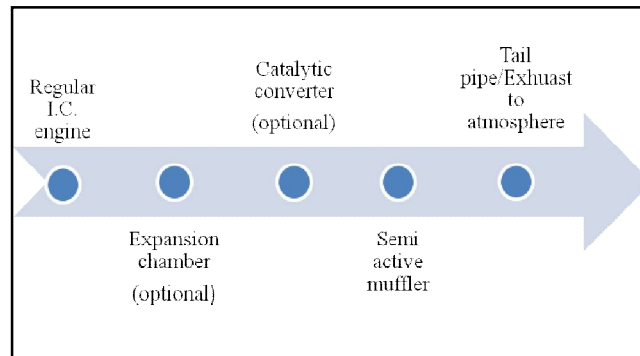 Regular
I.C.
engine
Expansion
chamber
(optional)
Catalytic
converter
(optional)
Semi
active
muffler
Tail
pipe/Exhuast
to
atmosphere